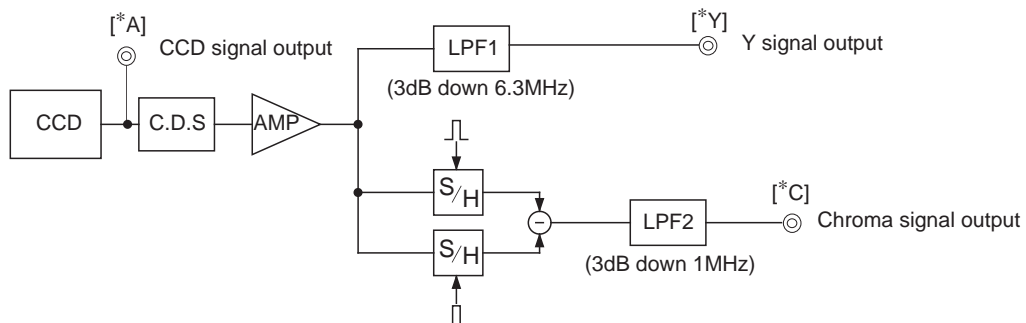 [*A]
CCD signal output
[*Y]
Y signal output
LPF1
(3dB down 6.3MHz)
CCD
C.D.S
AMP
S/H
[*C]
Chroma signal output
LPF2
(3dB down 1MHz)
S/H